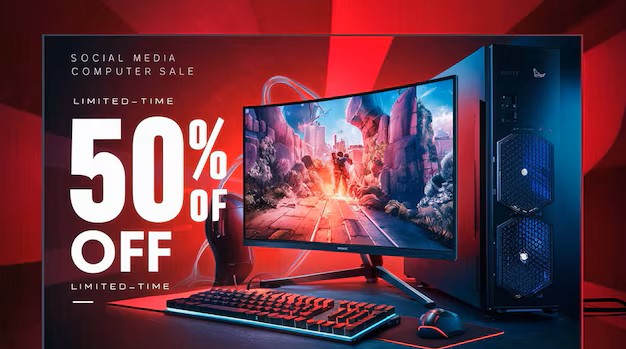 SOCIAL MEDIA
COMPUTER SALE
LIMITED-TIME
50% OF
OFF
LIMITED-TIME